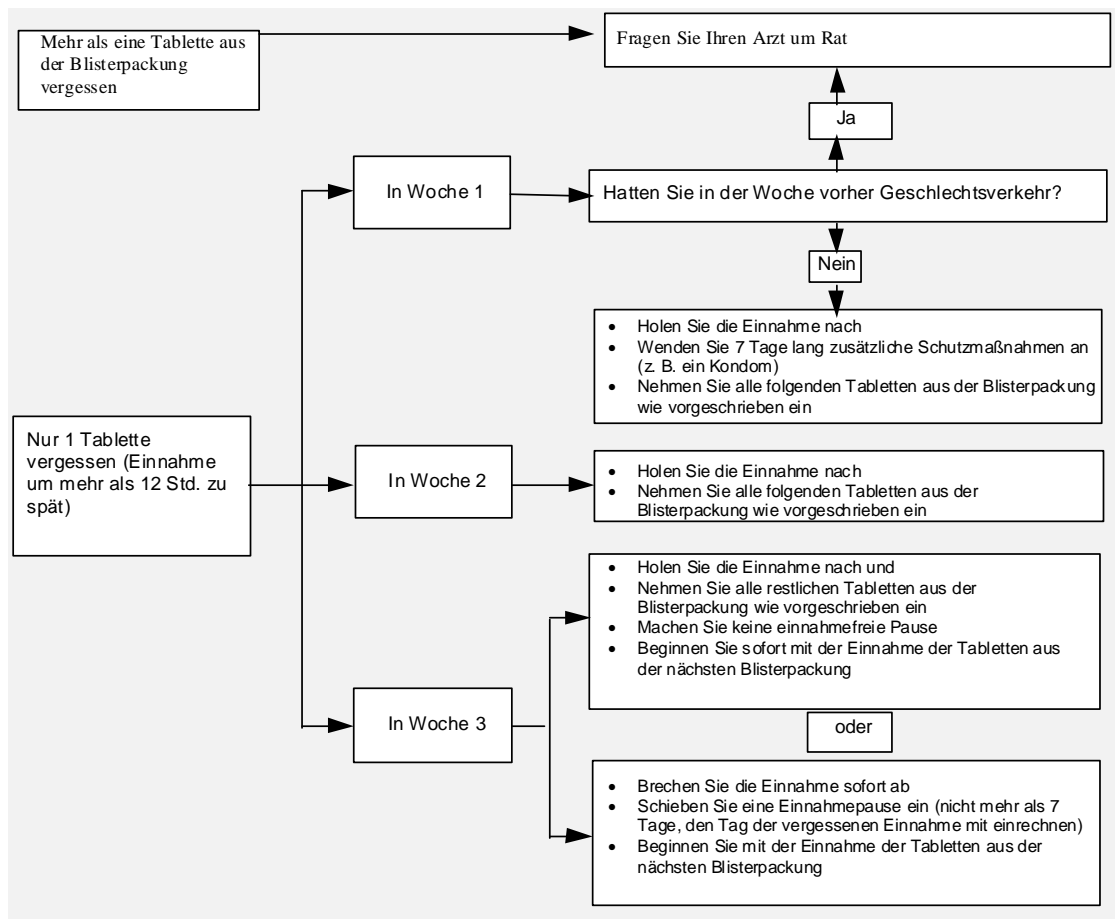 Mehr als eine Tablette aus
der Blisterpackung
vergessen
Fragen Sie Ihren Arzt um Rat
Ja
In Woche 1
Hatten Sie in der Woche vorher Geschlechtsverkehr?
Nein
• Holen Sie die Einnahme nach
• Wenden Sie 7 Tage lang zusätzliche Schutzmaßnahmen an
(z. B. ein Kondom)
• Nehmen Sie alle folgenden Tabletten aus der Blisterpackung
wie vorgeschrieben ein
Nur 1 Tablette
vergessen (Einnahme
um mehr als 12 Std. zu
spät)
In Woche 2
• Holen Sie die Einnahme nach
• Nehmen Sie alle folgenden Tabletten aus der
Blisterpackung wie vorgeschrieben ein
In Woche 3
• Holen Sie die Einnahme nach und
• Nehmen Sie alle restlichen Tabletten aus der
Blisterpackung wie vorgeschrieben ein
• Machen Sie keine einnahmefreie Pause
• Beginnen Sie sofort mit der Einnahme der Tabletten aus
der nächsten Blisterpackung
oder
• Brechen Sie die Einnahme sofort ab
• Schieben Sie eine Einnahmepause ein (nicht mehr als 7
Tage, den Tag der vergessenen Einnahme mit einrechnen)
• Beginnen Sie mit der Einnahme der Tabletten aus der
nächsten Blisterpackung